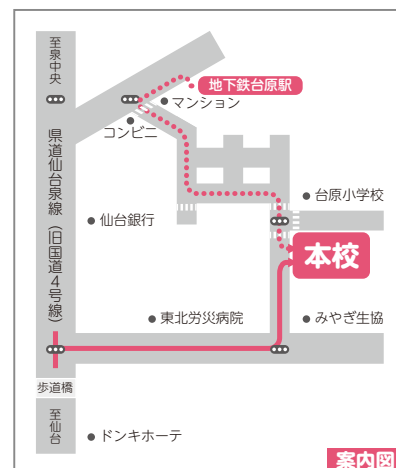 至泉中央
地下鉄台原駅
マンション
コンビニ
県道仙台泉線（旧国道4号線）
仙台銀行
台原小学校
本校
東北労災病院
みやぎ生協
歩道橋
至仙台
ドンキホーテ
案内図